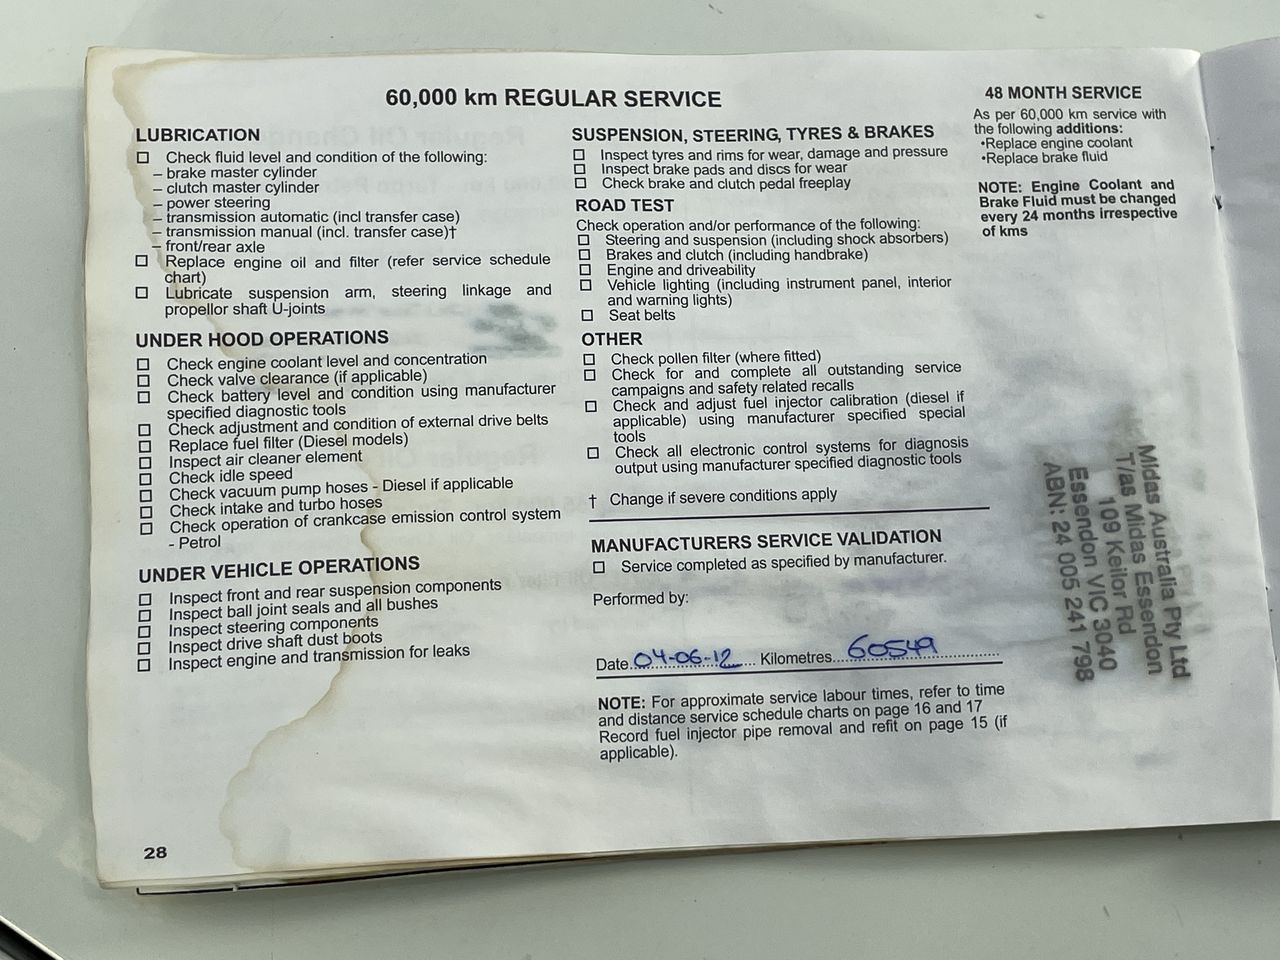 60,000 km REGULAR SERVICE
LUBRICATION
Check fluid level and condition of the following:
– brake master cylinder
– clutch master cylinder
– power steering
– transmission automatic (incl transfer case)
– transmission manual (incl. transfer case)†
– front/rear axle
Replace engine oil and filter (refer service schedule
chart)
Lubricate suspension arm, steering linkage and
propellor shaft U-joints
UNDER HOOD OPERATIONS
Check engine coolant level and concentration
Check valve clearance (if applicable)
Check battery level and condition using manufacturer
specified diagnostic tools
Check adjustment and condition of external drive belts
Replace fuel filter (Diesel models)
Inspect air cleaner element
Check idle speed
Check vacuum pump hoses - Diesel if applicable
Check intake and turbo hoses
Check operation of crankcase emission control system
- Petrol
UNDER VEHICLE OPERATIONS
Inspect front and rear suspension components
Inspect ball joint seals and all bushes
Inspect steering components
Inspect drive shaft dust boots
Inspect engine and transmission for leaks
28
SUSPENSION, STEERING, TYRES & BRAKES
Inspect tyres and rims for wear, damage and pressure
Inspect brake pads and discs for wear
Check brake and clutch pedal freeplay
ROAD TEST
Check operation and/or performance of the following:
Steering and suspension (including shock absorbers)
Brakes and clutch (including handbrake)
Engine and driveability
Vehicle lighting (including instrument panel, interior
and warning lights)
Seat belts
OTHER
Check pollen filter (where fitted)
Check for and complete all outstanding service
campaigns and safety related recalls
Check and adjust fuel injector calibration (diesel if
applicable) using manufacturer specified special
tools
Check all electronic control systems for diagnosis
output using manufacturer specified diagnostic tools
† Change if severe conditions apply
MANUFACTURERS SERVICE VALIDATION
Service completed as specified by manufacturer.
Performed by:
Date 04-06-12 Kilometres 60549
NOTE: For approximate service labour times, refer to time
and distance service schedule charts on page 16 and 17
Record fuel injector pipe removal and refit on page 15 (if
applicable).
48 MONTH SERVICE
As per 60,000 km service with
the following additions:
•Replace engine coolant
•Replace brake fluid
NOTE: Engine Coolant and
Brake Fluid must be changed
every 24 months irrespective
of kms
Midas Australia Pty Ltd
T/as Midas Essendon
109 Keilor Rd
Essendon VIC 3040
ABN: 24 005 241 798